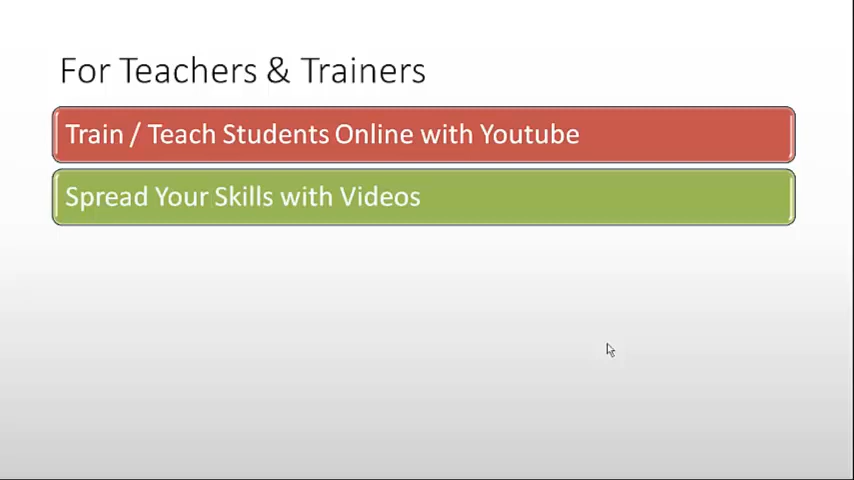 For Teachers & Trainers
Train / Teach Students Online with Youtube
Spread Your Skills with Videos